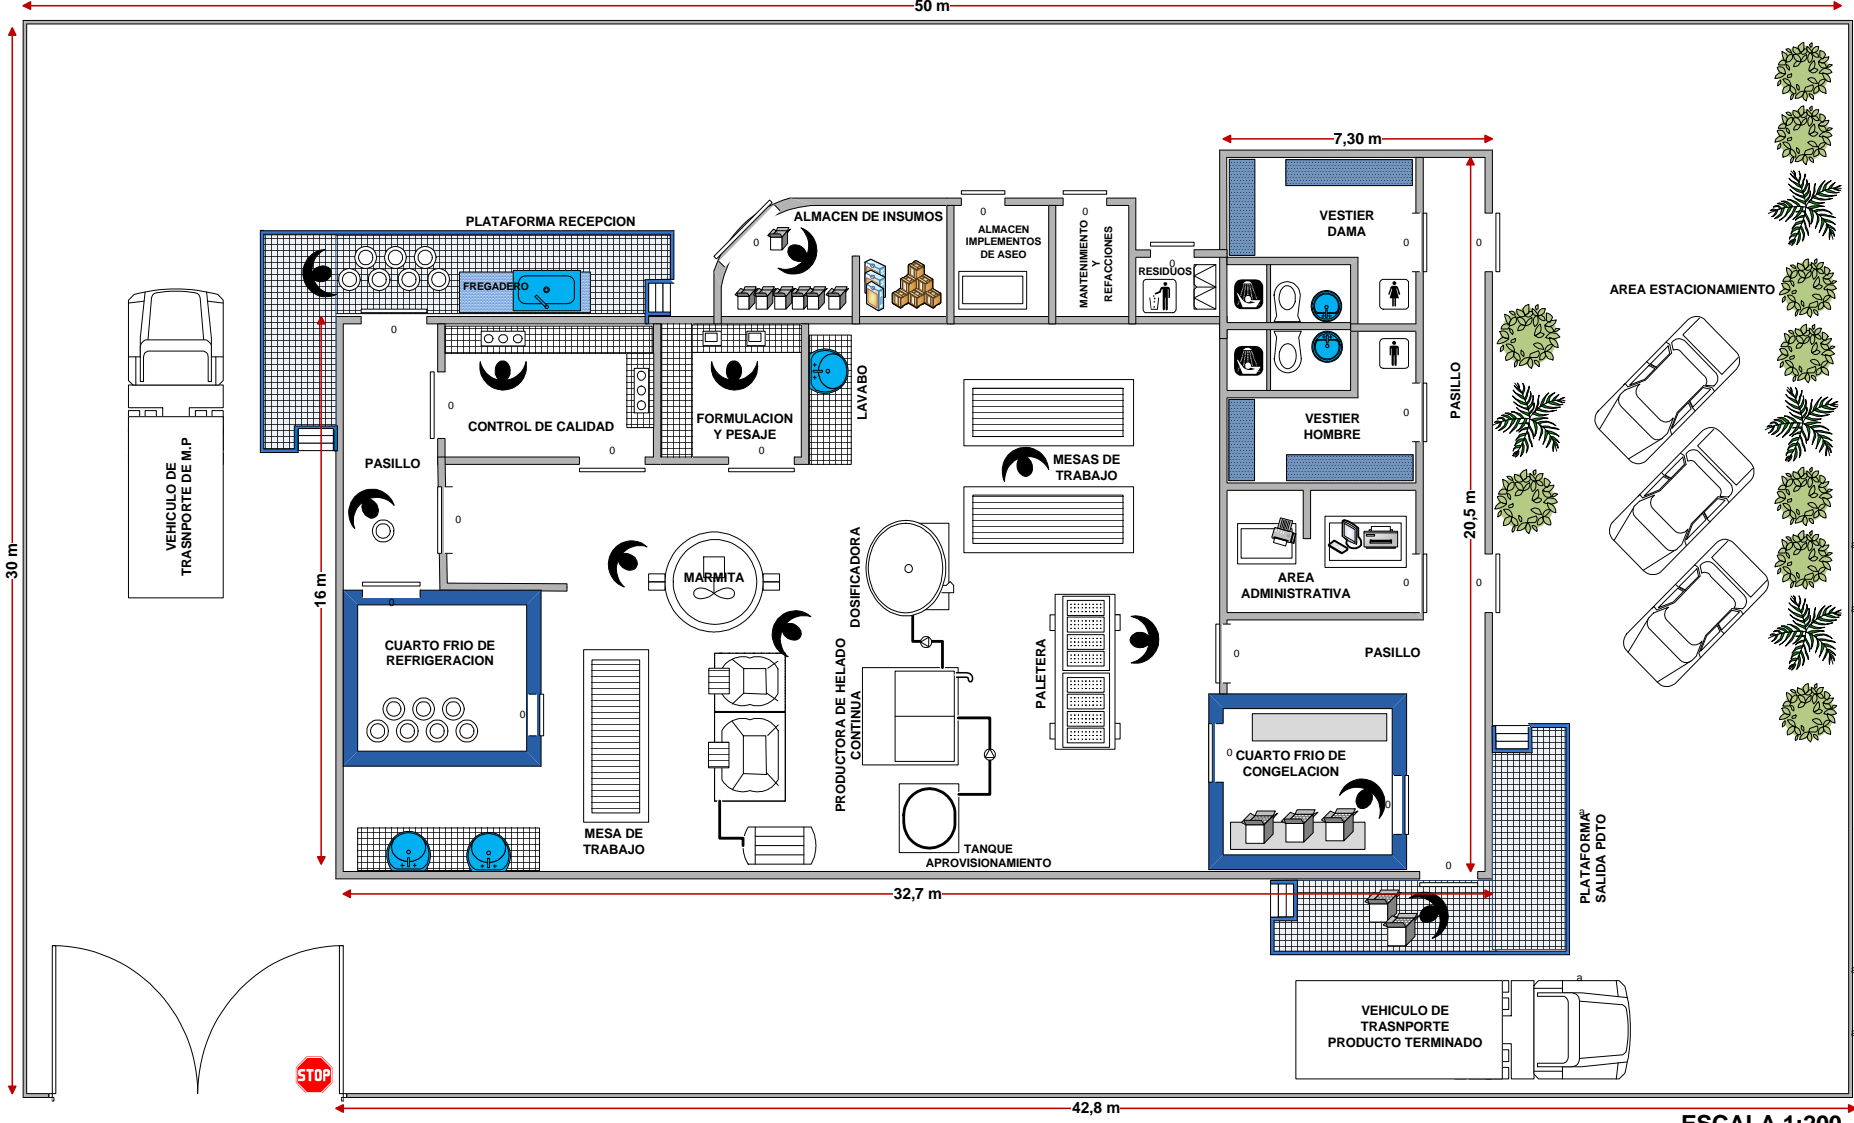 50 m
7,30 m
PLATAFORMA RECEPCION
ALMACEN DE INSUMOS
ALMACEN
IMPLEMENTOS
DE ASEO
MANTENIMIENTO
Y
REFACCIONES
RESIDUOS
VESTIER
DAMA
FREGADERO
AREA ESTACIONAMIENTO
VEHICULO DE
TRASNPORTE DE M.P
PASILLO
CONTROL DE CALIDAD
FORMULACION
Y PESAJE
LAVABO
MESAS DE
TRABAJO
VESTIER
HOMBRE
PASILLO
20,5 m
30 m
16 m
MARMITA
DOSIFICADORA
AREA
ADMINISTRATIVA
CUARTO FRIO DE
REFRIGERACION
PRODUCTORA DE HELADO
CONTINUA
PALETERA
PASILLO
CUARTO FRIO DE
CONGELACION
MESA DE
TRABAJO
TANQUE
APROVISIONAMIENTO
PLATAFORMA
SALIDA PDTO
32,7 m
VEHICULO DE
TRASNPORTE
PRODUCTO TERMINADO
STOP
42,8 m
ESCALA 1:200